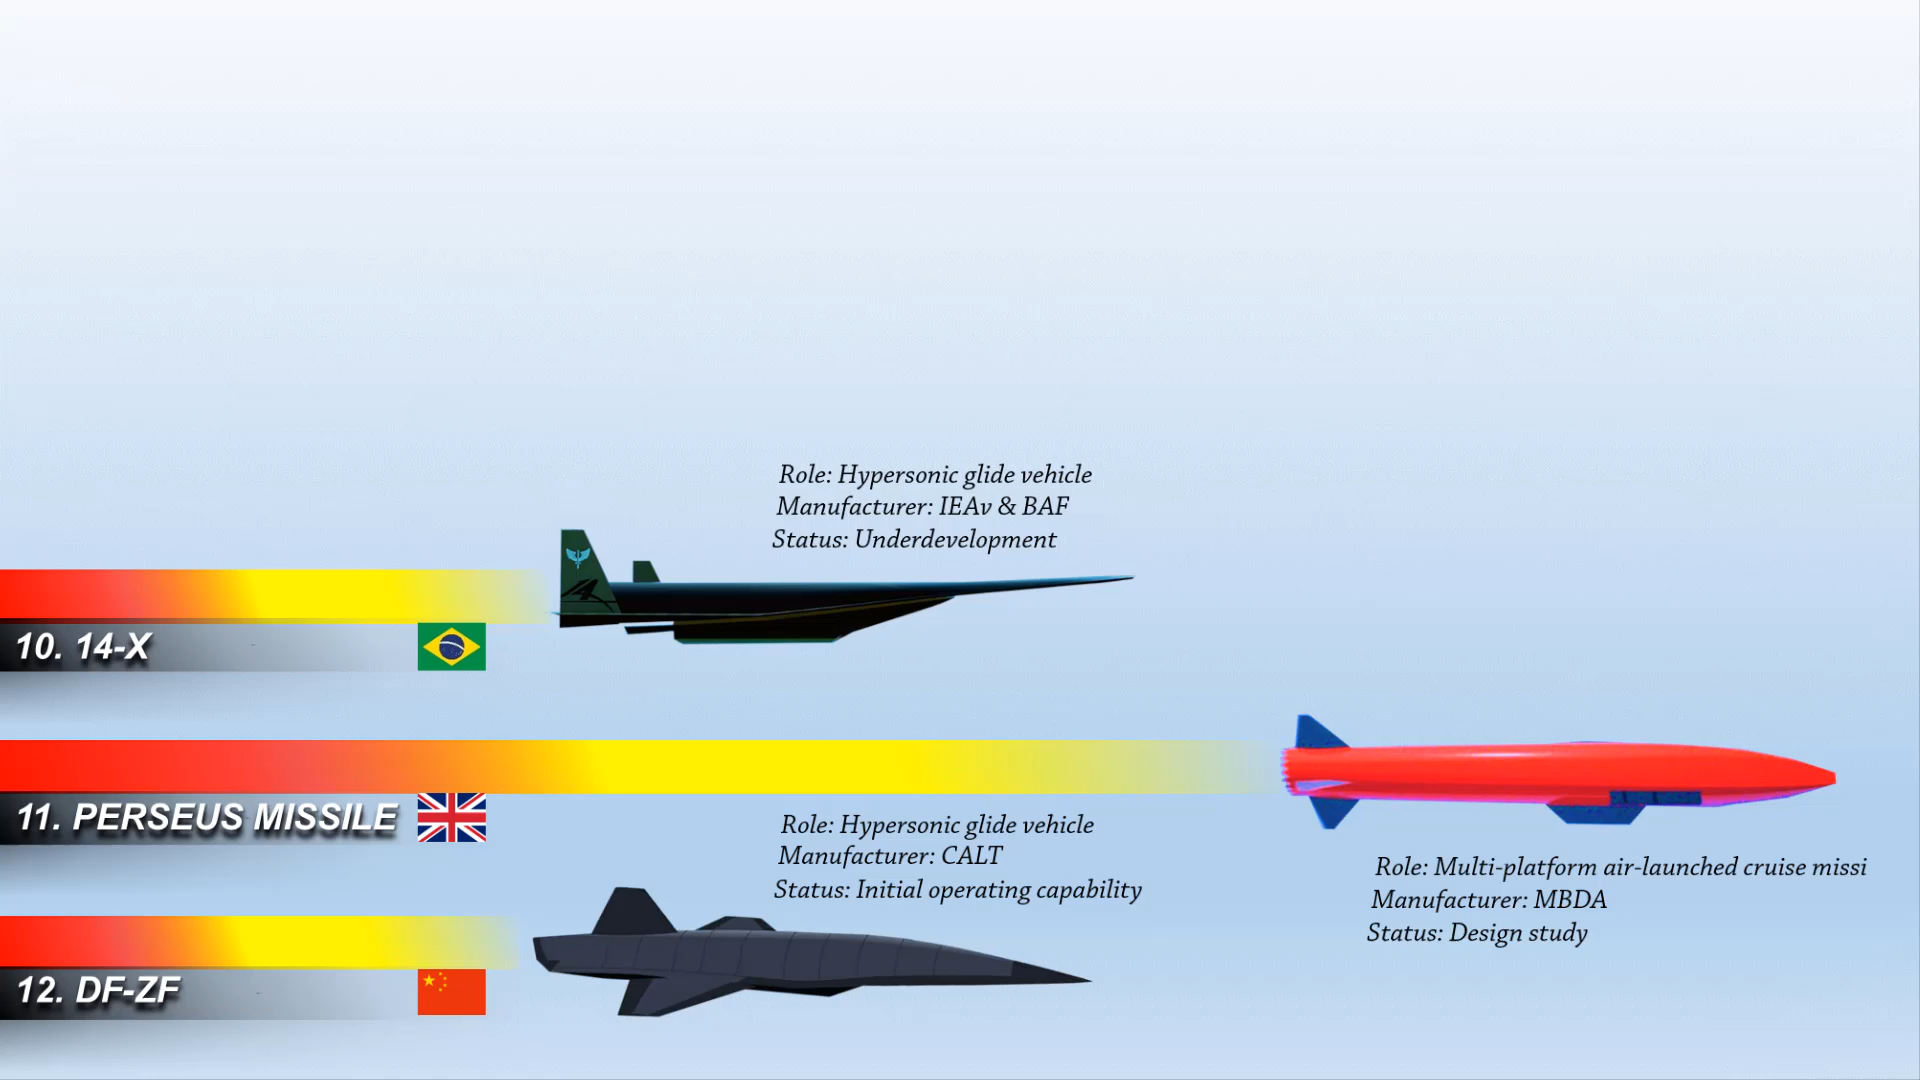 Role: Hypersonic glide vehicle
Manufacturer: IEAv & BAF
Status: Underdevelopment
14
10. 14-X
11. PERSEUS MISSILE
Role: Hypersonic glide vehicle
Manufacturer: CALT
Status: Initial operating capability
Role: Multi-platform air-launched cruise missi
Manufacturer: MBDA
Status: Design study
12. DF-ZF